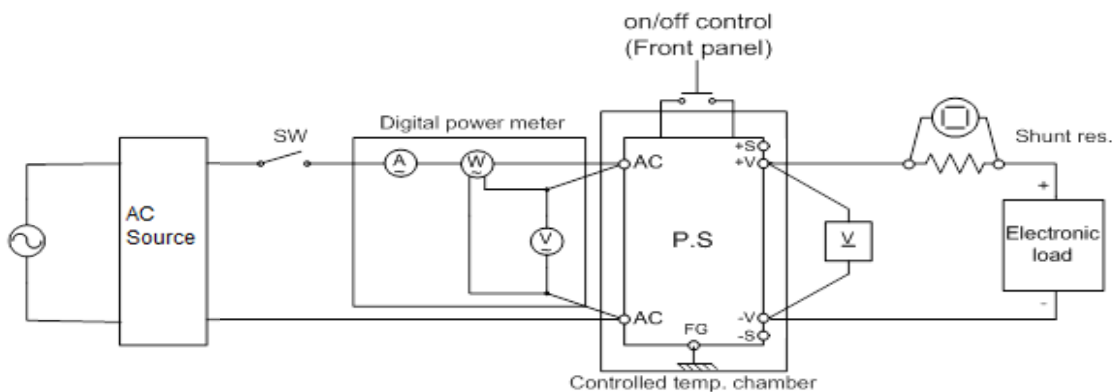 on/off control
(Front panel)
Digital power meter
SW
Shunt res.
A
W
AC
+S
+V
+
AC
Source
V
P.S
V
Electronic
load
-
AC
FG
-V
-S
Controlled temp. chamber